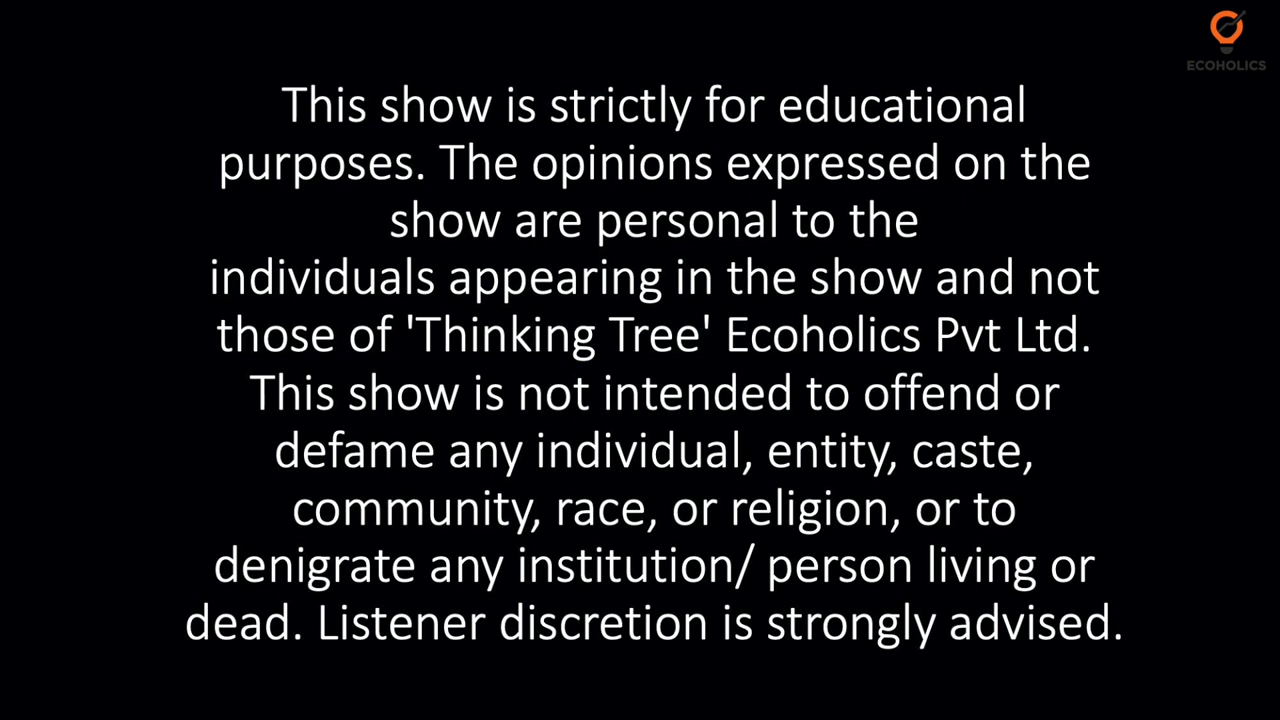 ECOHOLICS
This show is strictly for educational
purposes. The opinions expressed on the
show are personal to the
individuals appearing in the show and not
those of 'Thinking Tree' Ecoholics Pvt Ltd.
This show is not intended to offend or
defame any individual, entity, caste,
community, race, or religion, or to
denigrate any institution/ person living or
dead. Listener discretion is strongly advised.